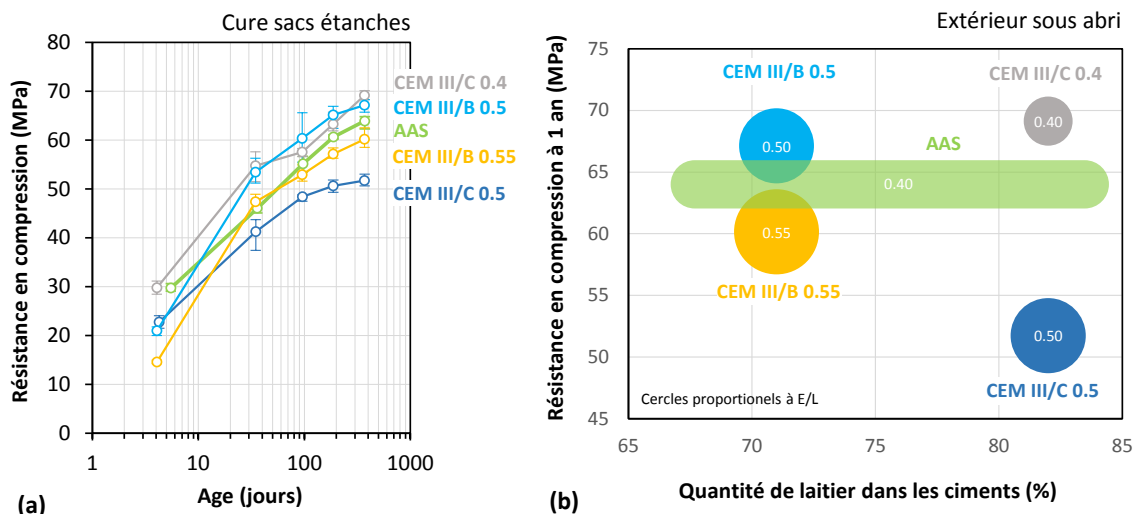 Cure sacs étanches
Résistance en compression (MPa)
80
70
60
50
40
30
20
10
0
1
10
100
1000
Age (jours)
CEM III/C 0.4
CEM III/B 0.5
AAS
CEM III/B 0.55
CEM III/C 0.5
(a)
Extérieur sous abri
Résistance en compression à 1 an (MPa)
75
70
65
60
55
50
45
65
70
75
80
85
Quantité de laitier dans les ciments (%)
CEM III/B 0.5
0.50
CEM III/C 0.4
0.40
AAS
0.40
0.55
CEM III/B 0.55
0.50
CEM III/C 0.5
Cercles proportionels à E/L
(b)